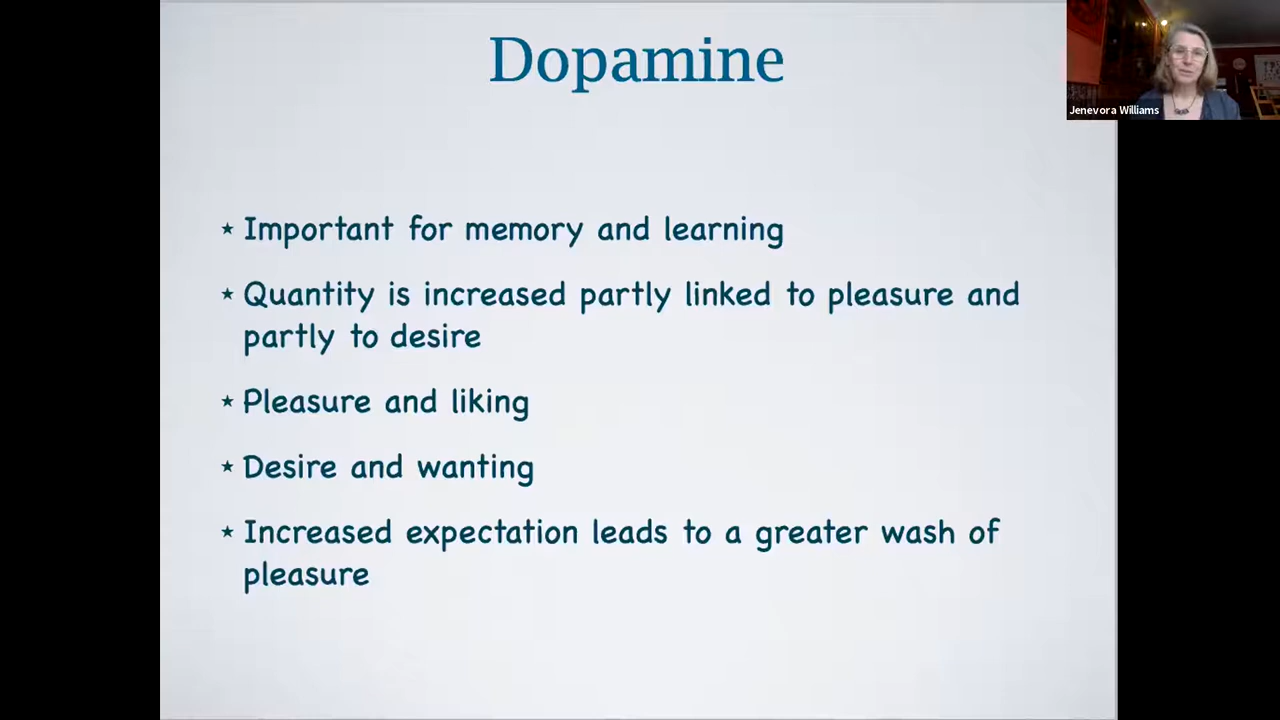 Dopamine
Jenevora Williams
⋆ Important for memory and learning
⋆ Quantity is increased partly linked to pleasure and
partly to desire
⋆ Pleasure and liking
⋆ Desire and wanting
⋆ Increased expectation leads to a greater wash of
pleasure